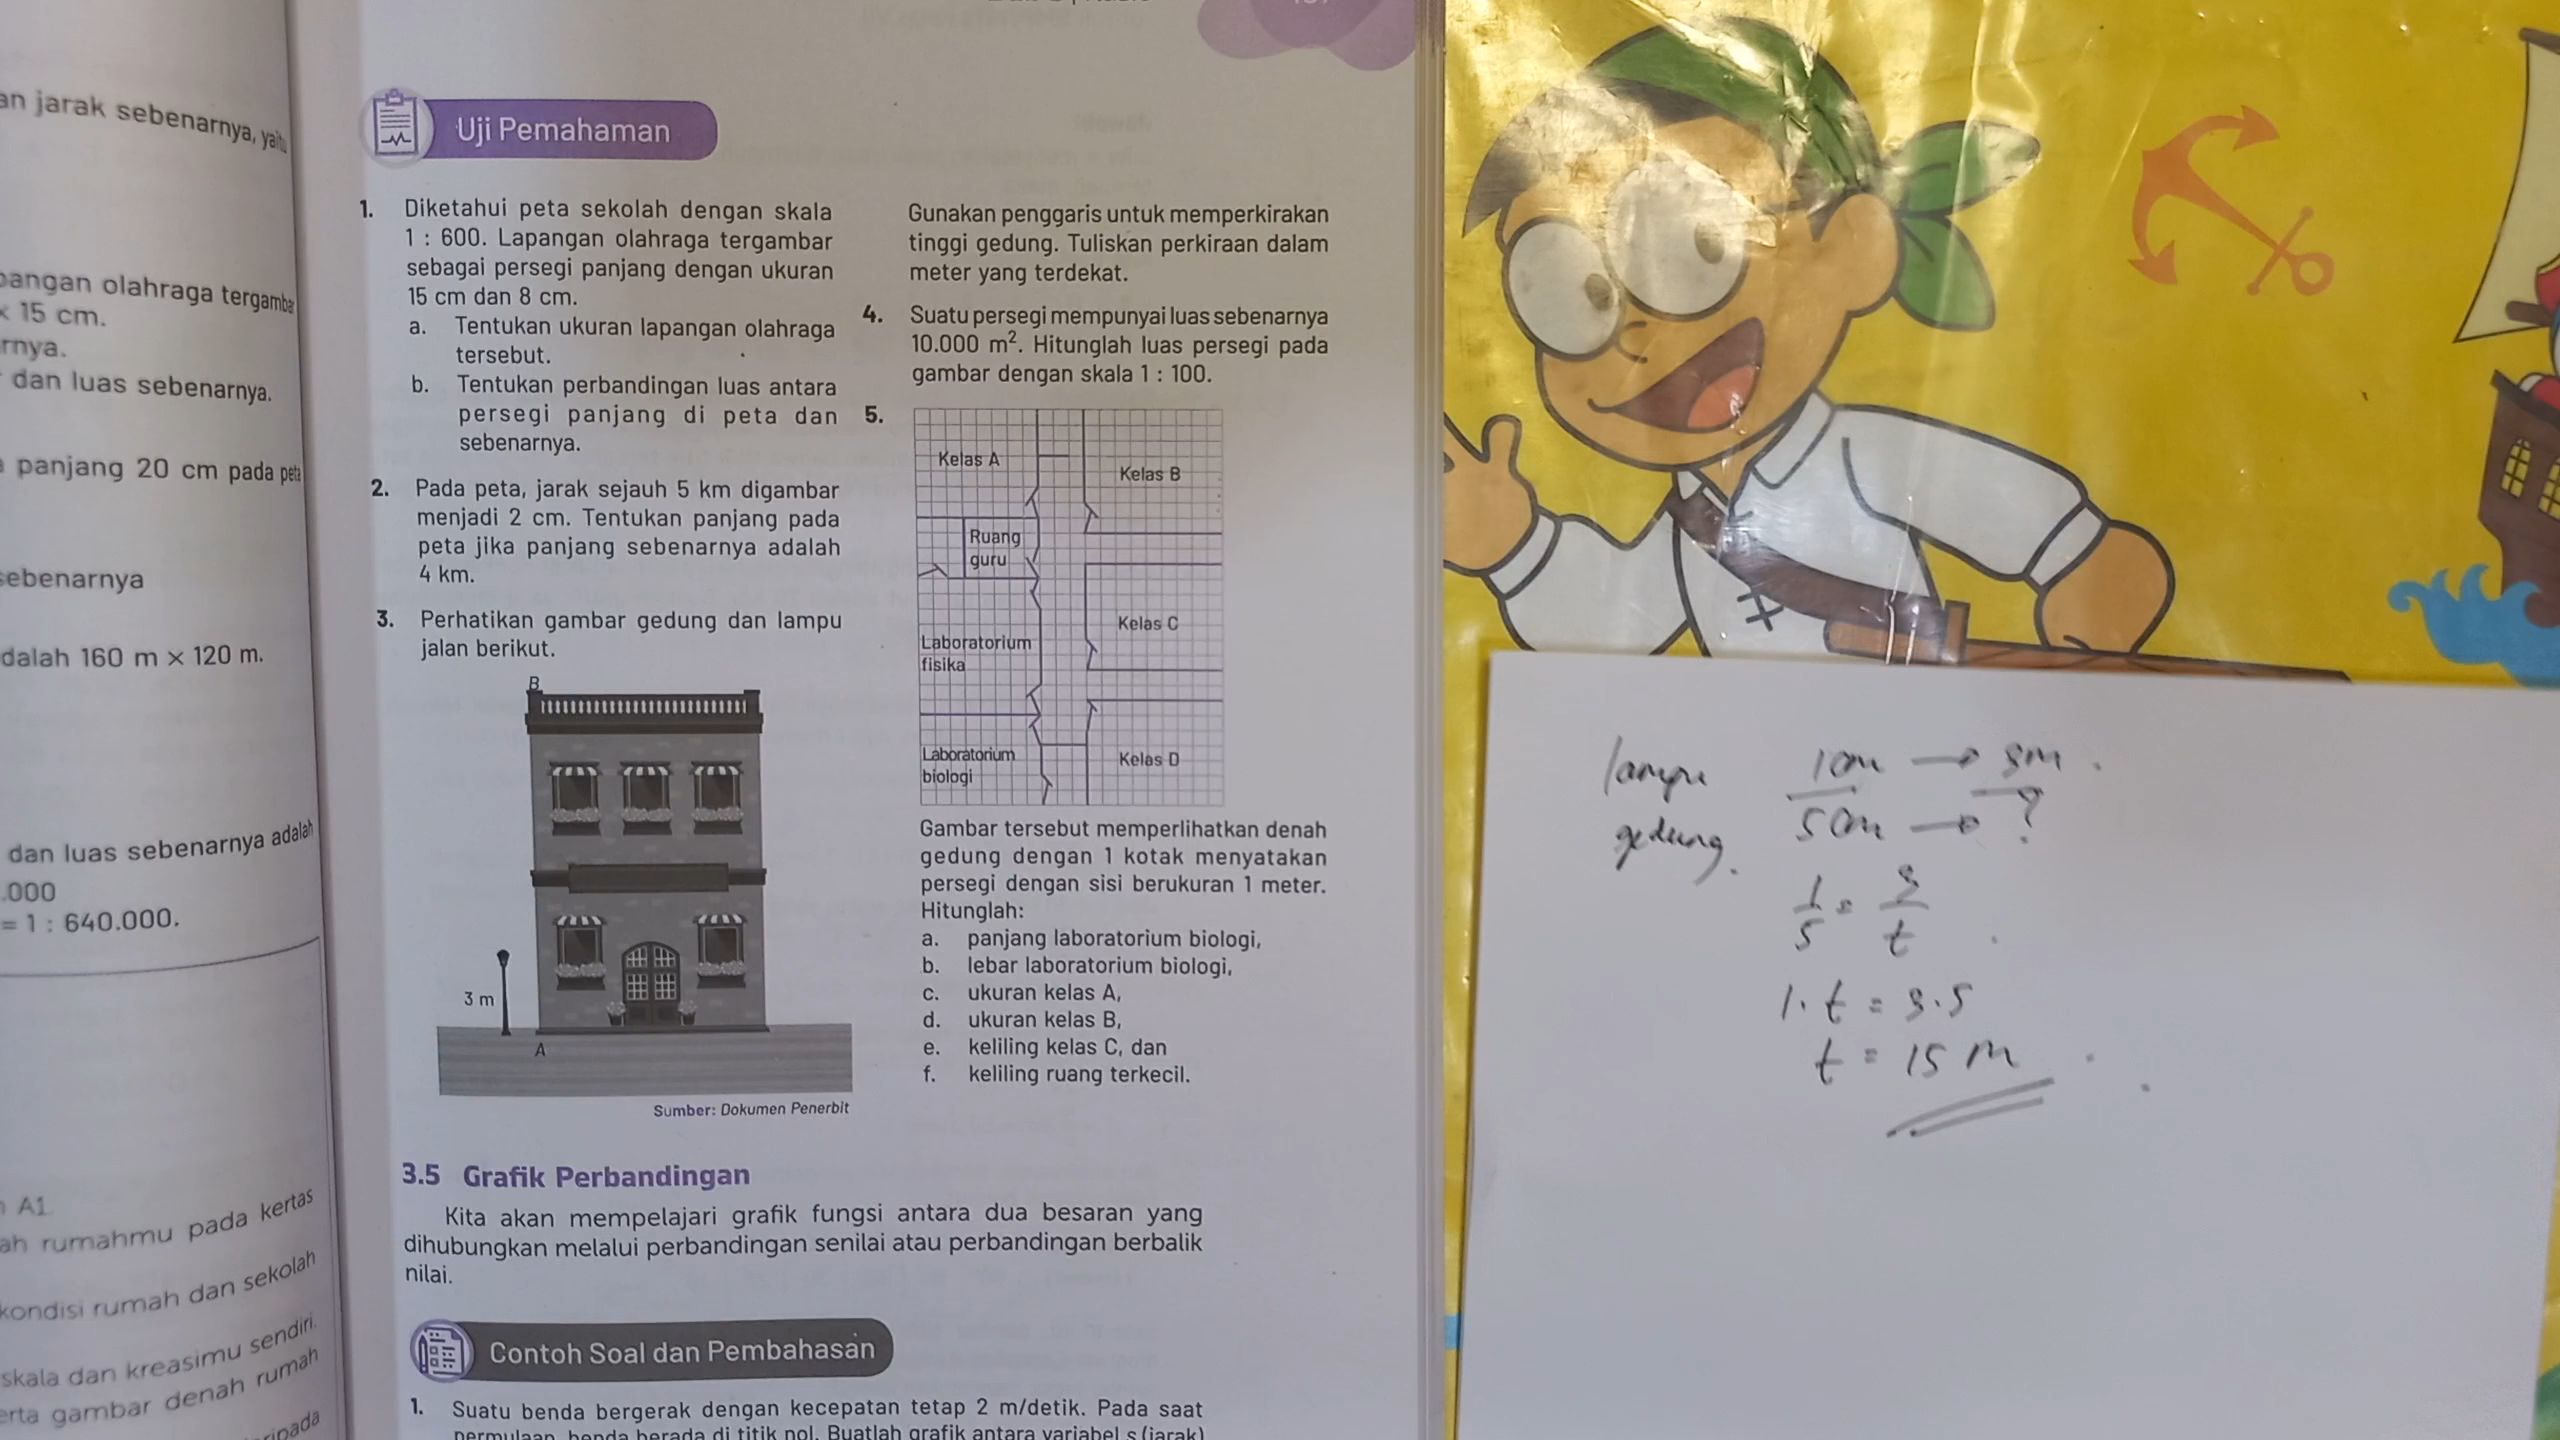 an jarak sebenarnya,
angan olahraga
× 15 cm.
rnya.
dan luas sebenarnya.
panjang 20 cm pada peta
sebenarnya
dalah 160 m × 120 m.
dan luas sebenarnya adalah
.000
= 1 : 640.000.
A1.
ah rumahmu pada kertas
kondisi rumah dan sekolah
skala dan kreasimu sendiri.
erta gambar denah rumah
Uji Pemahaman
1. Diketahui peta sekolah dengan skala
1 : 600. Lapangan olahraga tergambar
sebagai persegi panjang dengan ukuran
15 cm dan 8 cm.
a. Tentukan ukuran lapangan olahraga
tersebut.
b. Tentukan perbandingan luas antara
persegi panjang di peta dan
sebenarnya.
2. Pada peta, jarak sejauh 5 km digambar
menjadi 2 cm. Tentukan panjang pada
peta jika panjang sebenarnya adalah
4 km.
3. Perhatikan gambar gedung dan lampu
jalan berikut.
B
3 m
A
Sumber: Dokumen Penerbit
Gunakan penggaris untuk memperkirakan
tinggi gedung. Tuliskan perkiraan dalam
meter yang terdekat.
4. Suatu persegi mempunyai luas sebenarnya
10.000 m². Hitunglah luas persegi pada
gambar dengan skala 1 : 100.
5.
Kelas A
Kelas B
Ruang
guru
Kelas C
Laboratorium
fisika
Laboratorium
biologi
Kelas D
Gambar tersebut memperlihatkan denah
gedung dengan 1 kotak menyatakan
persegi dengan sisi berukuran 1 meter.
Hitunglah:
a. panjang laboratorium biologi,
b. lebar laboratorium biologi,
c. ukuran kelas A,
d. ukuran kelas B,
e. keliling kelas C, dan
f. keliling ruang terkecil.
3.5 Grafik Perbandingan
Kita akan mempelajari grafik fungsi antara dua besaran yang
dihubungkan melalui perbandingan senilai atau perbandingan berbalik
nilai.
Contoh Soal dan Pembahasan
1. Suatu benda bergerak dengan kecepatan tetap 2 m/detik. Pada saat
permulaan, benda berada di titik nol. Buatlah grafik antara variabel s (jarak)
lampu 1cm → 3m.
gedung. 5cm → ?
1/5 = 3/t
1. t = 3.5
t = 15 m